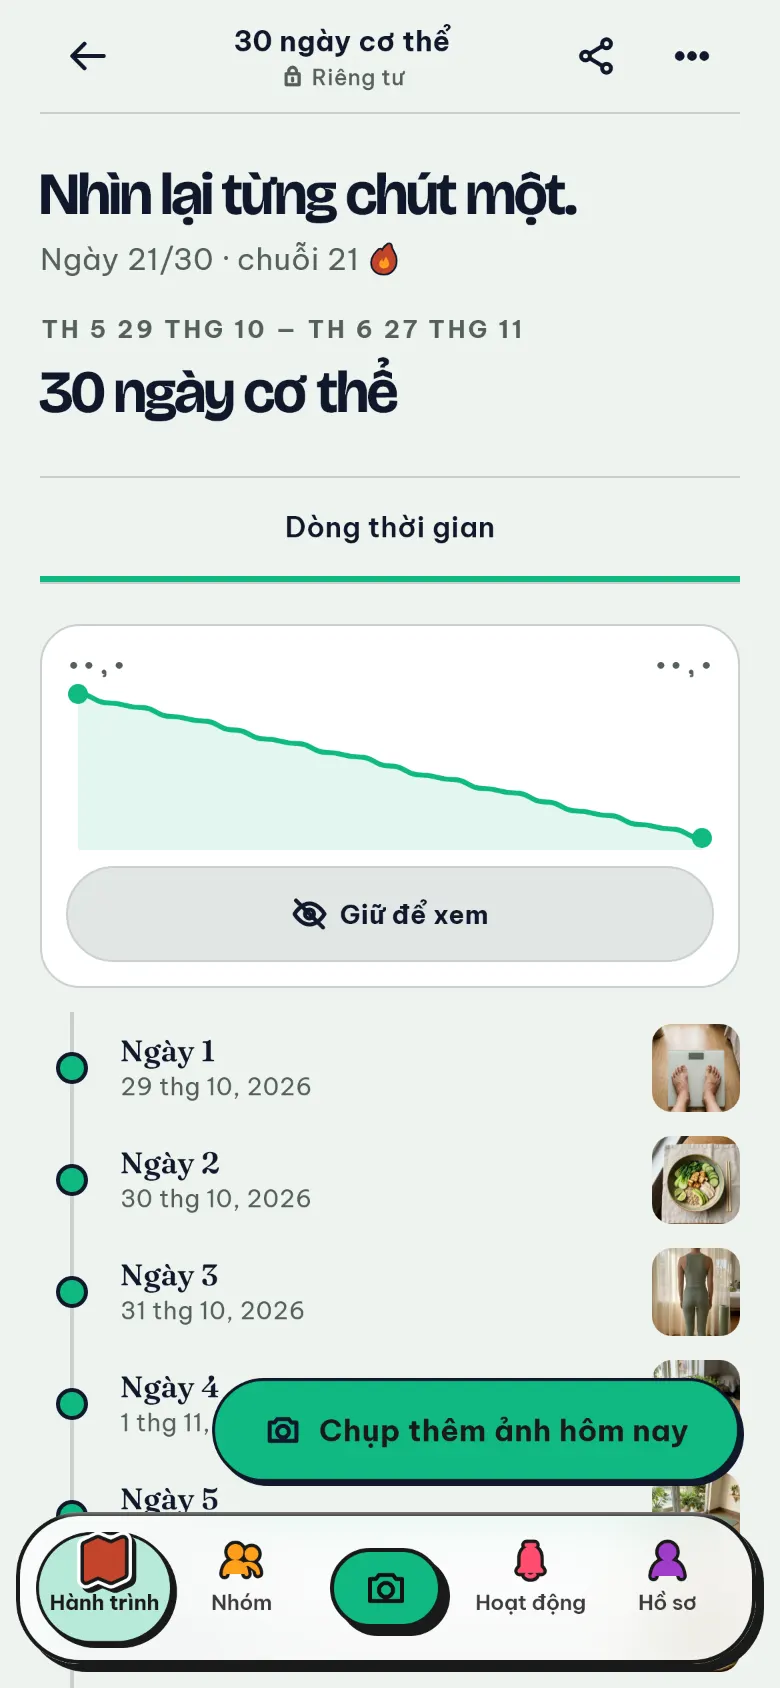 30 ngày cơ thể
Riêng tư
Nhìn lại từng chút một.
Ngày 21/30 · chuỗi 21
TH 5 29 THG 10 – TH 6 27 THG 11
30 ngày cơ thể
Dòng thời gian
••,•
••,•
Giữ để xem
Ngày 1
29 thg 10, 2026
Ngày 2
30 thg 10, 2026
Ngày 3
31 thg 10, 2026
Ngày 4
1 thg 11,
Chụp thêm ảnh hôm nay
Ngày 5
Hành trình
Nhóm
Hoạt động
Hồ sơ